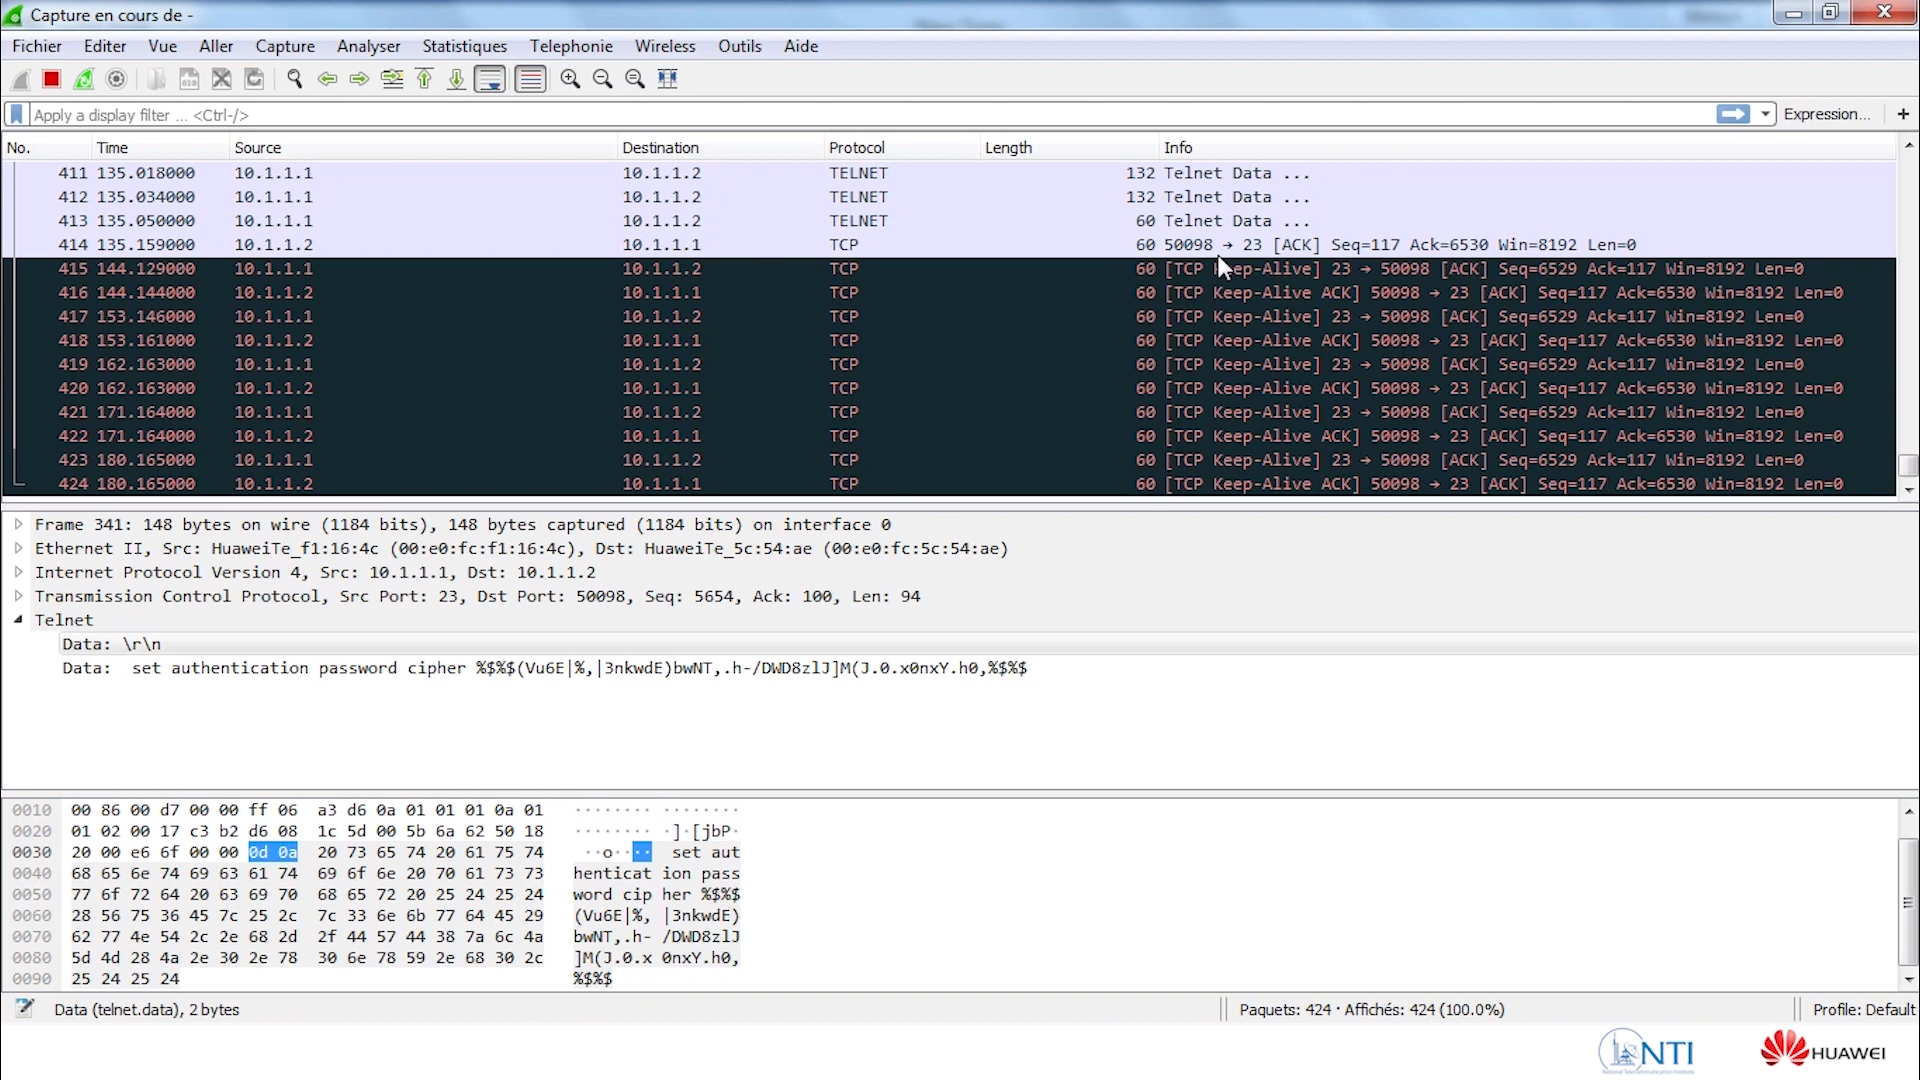 Capture en cours de -
Fichier Editer Vue Aller Capture Analyser Statistiques Telephonie Wireless Outils Aide
Apply a display filter ... <Ctrl-/> Expression... +
No. Time Source Destination Protocol Length Info
411 135.018000 10.1.1.1 10.1.1.2 TELNET 132 Telnet Data ...
412 135.034000 10.1.1.1 10.1.1.2 TELNET 132 Telnet Data ...
413 135.050000 10.1.1.1 10.1.1.2 TELNET 60 Telnet Data ...
414 135.159000 10.1.1.2 10.1.1.1 TCP 60 50098 → 23 [ACK] Seq=117 Ack=6530 Win=8192 Len=0
415 144.129000 10.1.1.1 10.1.1.2 TCP 60 [TCP Keep-Alive] 23 → 50098 [ACK] Seq=6529 Ack=117 Win=8192 Len=0
416 144.144000 10.1.1.2 10.1.1.1 TCP 60 [TCP Keep-Alive ACK] 50098 → 23 [ACK] Seq=117 Ack=6530 Win=8192 Len=0
417 153.146000 10.1.1.1 10.1.1.2 TCP 60 [TCP Keep-Alive] 23 → 50098 [ACK] Seq=6529 Ack=117 Win=8192 Len=0
418 153.161000 10.1.1.2 10.1.1.1 TCP 60 [TCP Keep-Alive ACK] 50098 → 23 [ACK] Seq=117 Ack=6530 Win=8192 Len=0
419 162.163000 10.1.1.1 10.1.1.2 TCP 60 [TCP Keep-Alive] 23 → 50098 [ACK] Seq=6529 Ack=117 Win=8192 Len=0
420 162.163000 10.1.1.2 10.1.1.1 TCP 60 [TCP Keep-Alive ACK] 50098 → 23 [ACK] Seq=117 Ack=6530 Win=8192 Len=0
421 171.164000 10.1.1.1 10.1.1.2 TCP 60 [TCP Keep-Alive] 23 → 50098 [ACK] Seq=6529 Ack=117 Win=8192 Len=0
422 171.164000 10.1.1.2 10.1.1.1 TCP 60 [TCP Keep-Alive ACK] 50098 → 23 [ACK] Seq=117 Ack=6530 Win=8192 Len=0
423 180.165000 10.1.1.1 10.1.1.2 TCP 60 [TCP Keep-Alive] 23 → 50098 [ACK] Seq=6529 Ack=117 Win=8192 Len=0
424 180.165000 10.1.1.2 10.1.1.1 TCP 60 [TCP Keep-Alive ACK] 50098 → 23 [ACK] Seq=117 Ack=6530 Win=8192 Len=0
Frame 341: 148 bytes on wire (1184 bits), 148 bytes captured (1184 bits) on interface 0
Ethernet II, Src: HuaweiTe_f1:16:4c (00:e0:fc:f1:16:4c), Dst: HuaweiTe_5c:54:ae (00:e0:fc:5c:54:ae)
Internet Protocol Version 4, Src: 10.1.1.1, Dst: 10.1.1.2
Transmission Control Protocol, Src Port: 23, Dst Port: 50098, Seq: 5654, Ack: 100, Len: 94
Telnet
Data: \r\n
Data:  set authentication password cipher %$%$(Vu6E|%,|3nkwdE)bwNT,.h-/DWD8zlJ]M(J.0.x0nxY.h0,%$%$
0010 00 86 00 d7 00 00 ff 06 a3 d6 0a 01 01 01 0a 01 ········ ········
0020 01 02 00 17 c3 b2 d6 08 1c 5d 00 5b 6a 62 50 18 ········ ·]·[jbP·
0030 20 00 e6 6f 00 00 0d 0a 20 73 65 74 20 61 75 74  ··o····  set aut
0040 68 65 6e 74 69 63 61 74 69 6f 6e 20 70 61 73 73 henticat ion pass
0050 77 6f 72 64 20 63 69 70 68 65 72 20 25 24 25 24 word cip her %$%$
0060 28 56 75 36 45 7c 25 2c 7c 33 6e 6b 77 64 45 29 (Vu6E|%, |3nkwdE)
0070 62 77 4e 54 2c 2e 68 2d 2f 44 57 44 38 7a 6c 4a bwNT,.h- /DWD8zlJ
0080 5d 4d 28 4a 2e 30 2e 78 30 6e 78 59 2e 68 30 2c ]M(J.0.x 0nxY.h0,
0090 25 24 25 24 %$%$
Data (telnet.data), 2 bytes Paquets: 424 · Affichés: 424 (100.0%) Profile: Default
NTI HUAWEI